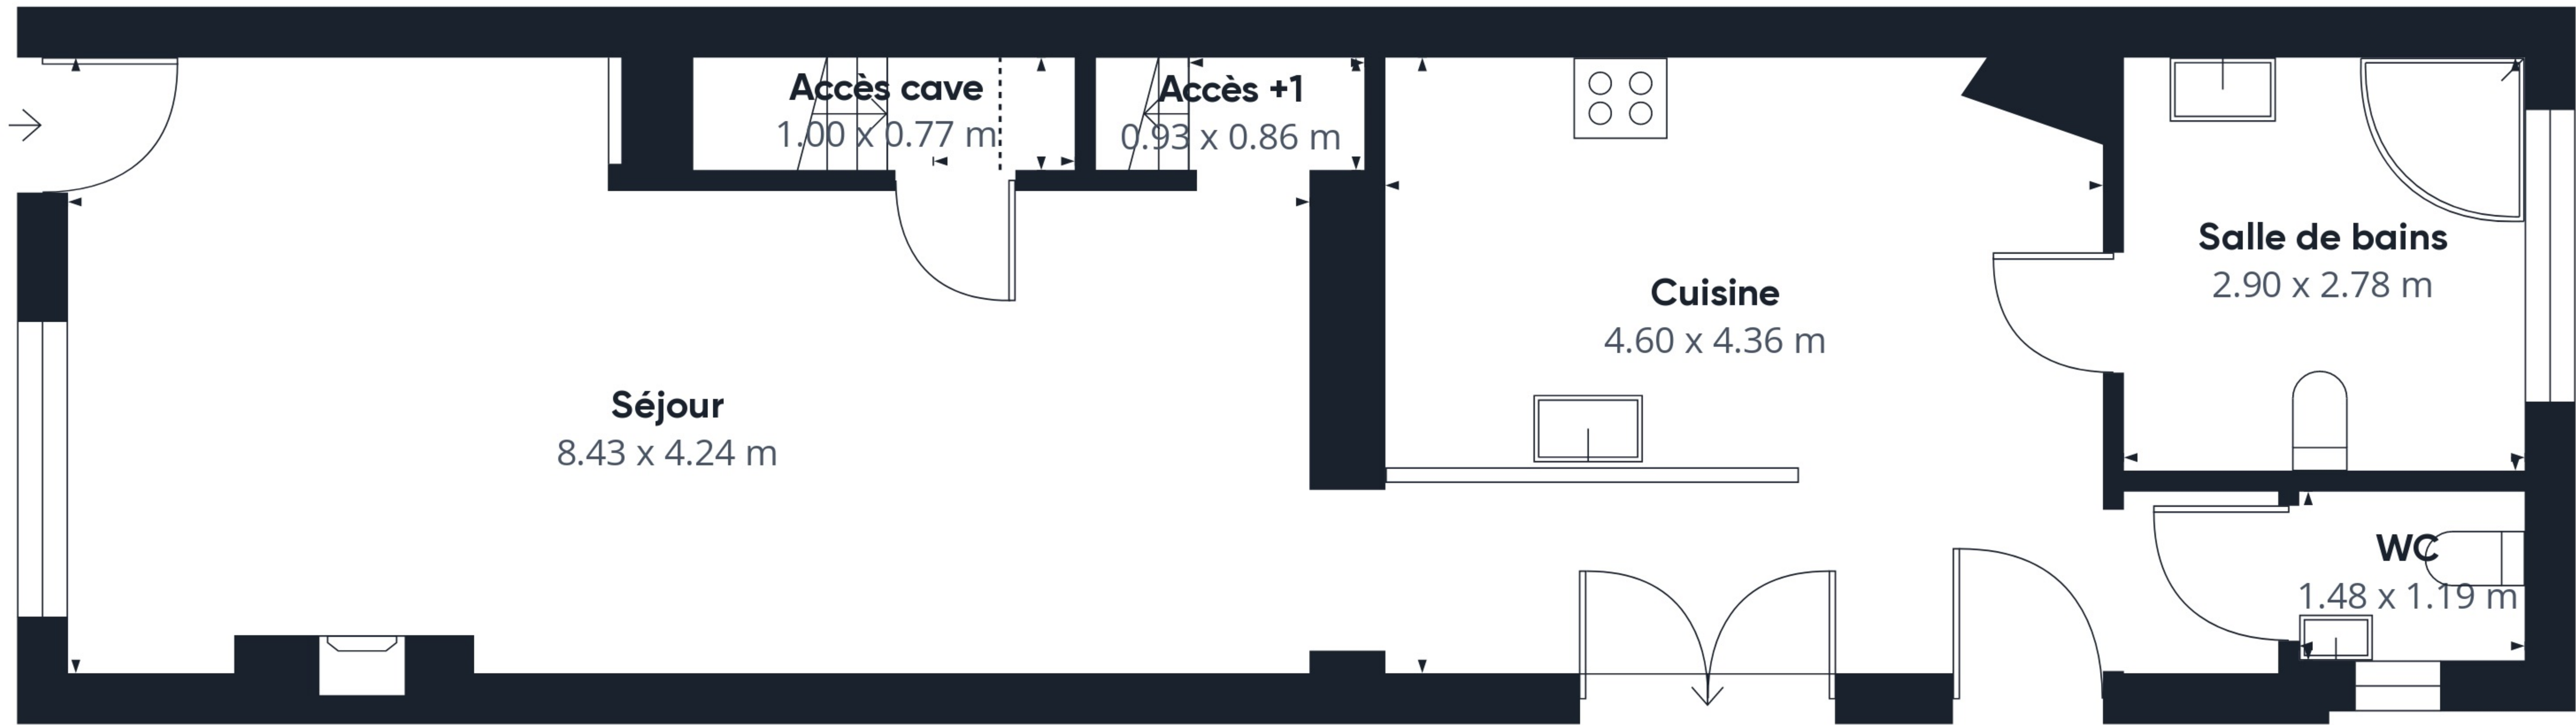 Accès cave
1.00 x 0.77 m
Accès +1
0.93 x 0.86 m
Salle de bains
2.90 x 2.78 m
Cuisine
4.60 x 4.36 m
Séjour
8.43 x 4.24 m
WC
1.48 x 1.19 m